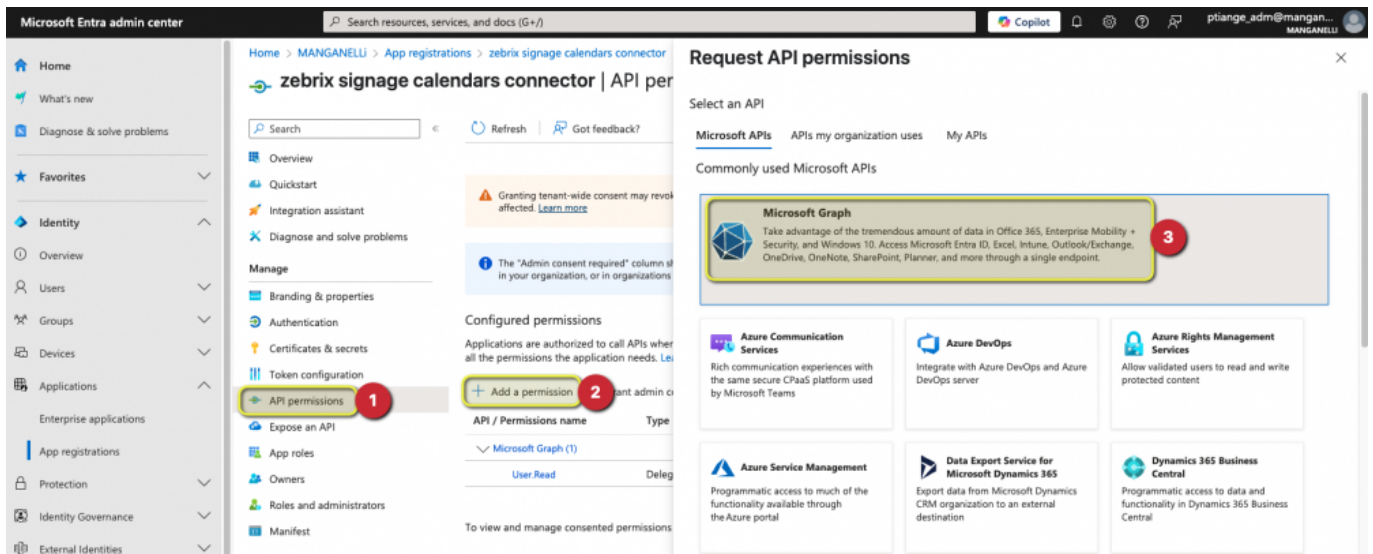 Microsoft Entra admin center
Search resources, services, and docs (G+/)
Copilot
ptiange_adm@mangan...
MANGANELLI
Home
What's new
Diagnose & solve problems
Favorites
Identity
Overview
Users
Groups
Devices
Applications
Enterprise applications
App registrations
Protection
Identity Governance
External Identities
Home > MANGANELLi > App registrations > zebrix signage calendars connector
zebrix signage calendars connector | API per
Search
«
Overview
Quickstart
Integration assistant
Diagnose and solve problems
Manage
Branding & properties
Authentication
Certificates & secrets
Token configuration
API permissions
1
Expose an API
App roles
Owners
Roles and administrators
Manifest
Refresh
Got feedback?
Granting tenant-wide consent may revok
affected. Learn more
The "Admin consent required" column sh
in your organization, or in organizations
Configured permissions
Applications are authorized to call APIs wher
all the permissions the application needs. Lea
+ Add a permission
2
ant admin co
API / Permissions name Type
Microsoft Graph (1)
User.Read Deleg
To view and manage consented permissions
Request API permissions
Select an API
Microsoft APIs APIs my organization uses My APIs
Commonly used Microsoft APIs
Microsoft Graph
Take advantage of the tremendous amount of data in Office 365, Enterprise Mobility +
Security, and Windows 10. Access Microsoft Entra ID, Excel, Intune, Outlook/Exchange,
OneDrive, OneNote, SharePoint, Planner, and more through a single endpoint.
3
Azure Communication
Services
Rich communication experiences with
the same secure CPaaS platform used
by Microsoft Teams
Azure DevOps
Integrate with Azure DevOps and Azure
DevOps server
Azure Rights Management
Services
Allow validated users to read and write
protected content
Azure Service Management
Programmatic access to much of the
functionality available through
the Azure portal
Data Export Service for
Microsoft Dynamics 365
Export data from Microsoft Dynamics
CRM organization to an external
destination
Dynamics 365 Business
Central
Programmatic access to data and
functionality in Dynamics 365 Business
Central